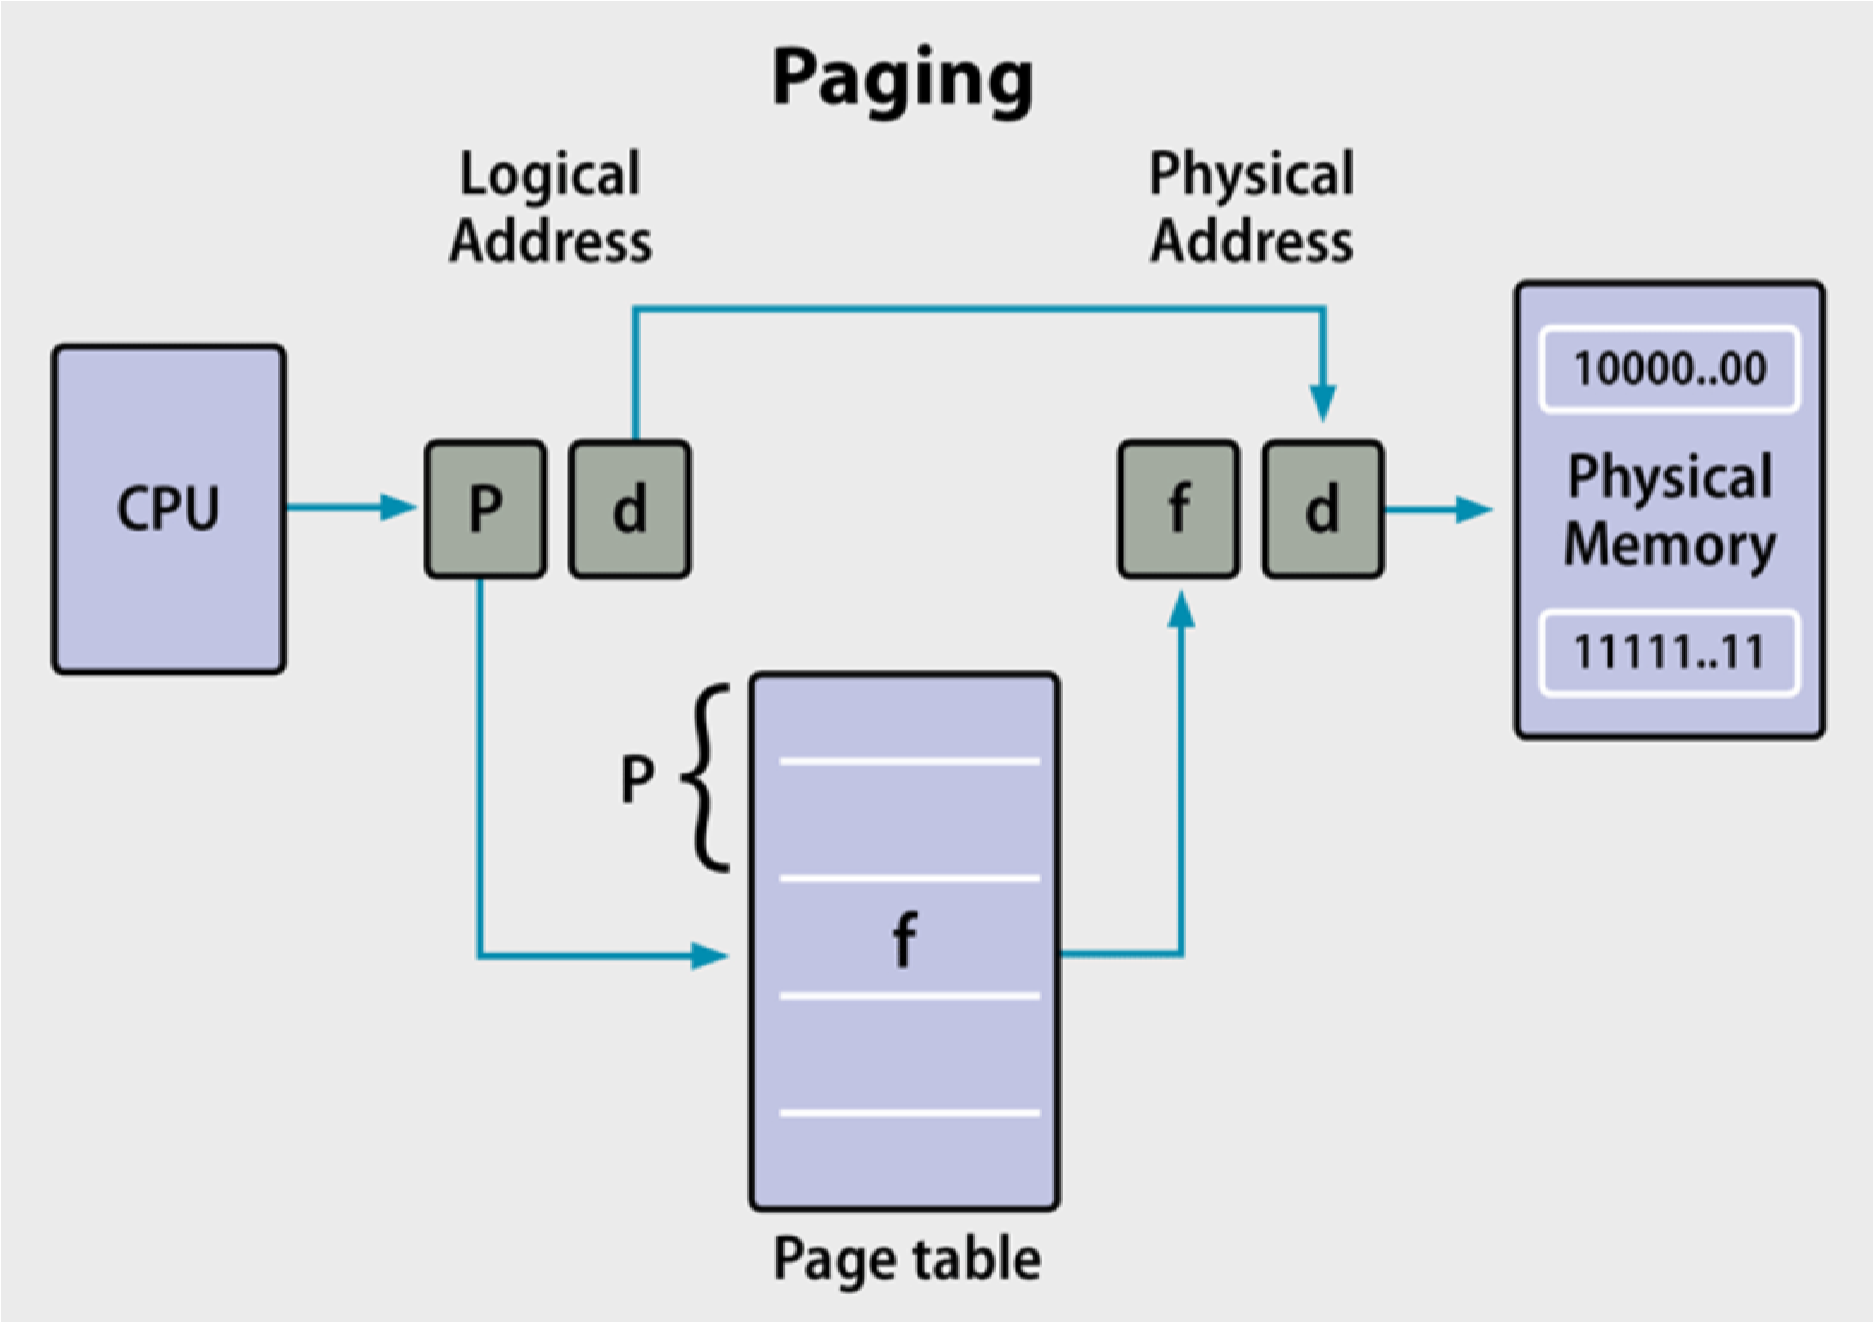 Paging
Logical
Address
Physical
Address
CPU
P
d
f
d
10000..00
Physical
Memory
11111..11
P
f
Page table